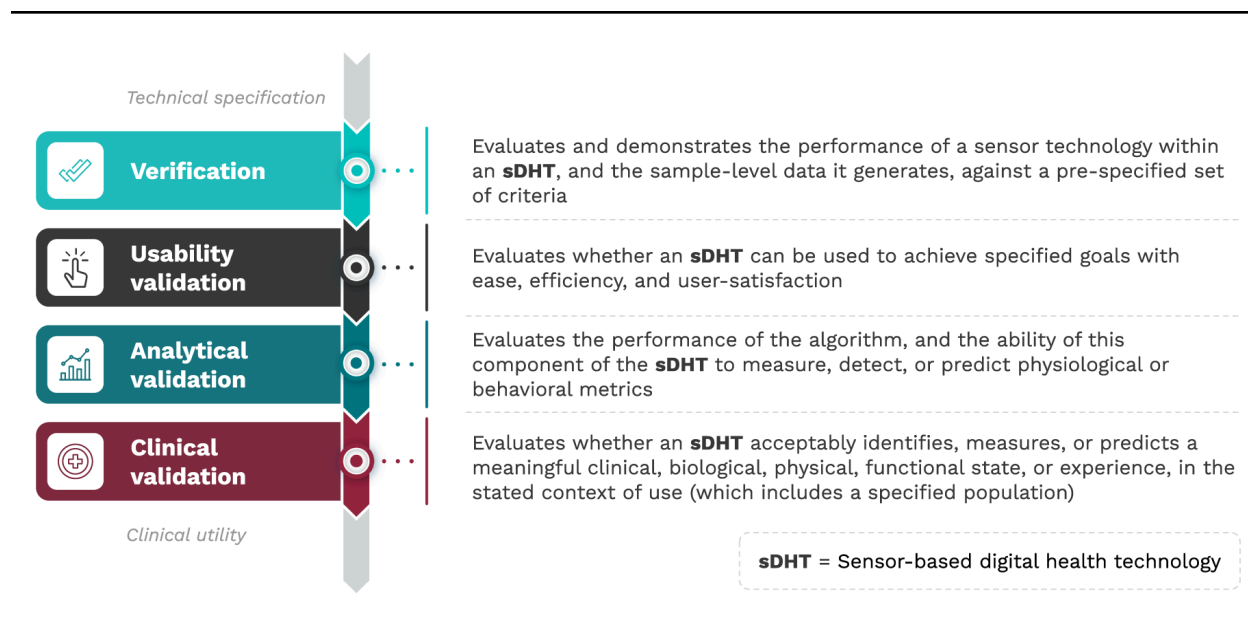 Technical specification
Verification
Evaluates and demonstrates the performance of a sensor technology within
an sDHT, and the sample-level data it generates, against a pre-specified set
of criteria
Usability
validation
Evaluates whether an sDHT can be used to achieve specified goals with
ease, efficiency, and user-satisfaction
Analytical
validation
Evaluates the performance of the algorithm, and the ability of this
component of the sDHT to measure, detect, or predict physiological or
behavioral metrics
Clinical
validation
Evaluates whether an sDHT acceptably identifies, measures, or predicts a
meaningful clinical, biological, physical, functional state, or experience, in the
stated context of use (which includes a specified population)
Clinical utility
sDHT = Sensor-based digital health technology